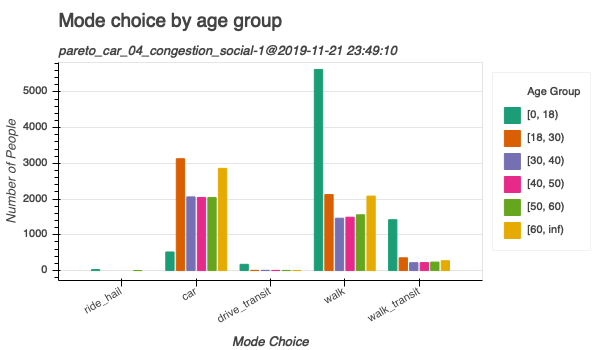 Mode choice by age group
pareto_car_04_congestion_social-1@2019-11-21 23:49:10
Number of People
5000
4000
3000
2000
1000
0
ride_hail
car
drive_transit
walk
walk_transit
Mode Choice
Age Group
[0, 18)
[18, 30)
[30, 40)
[40, 50)
[50, 60)
[60, inf)